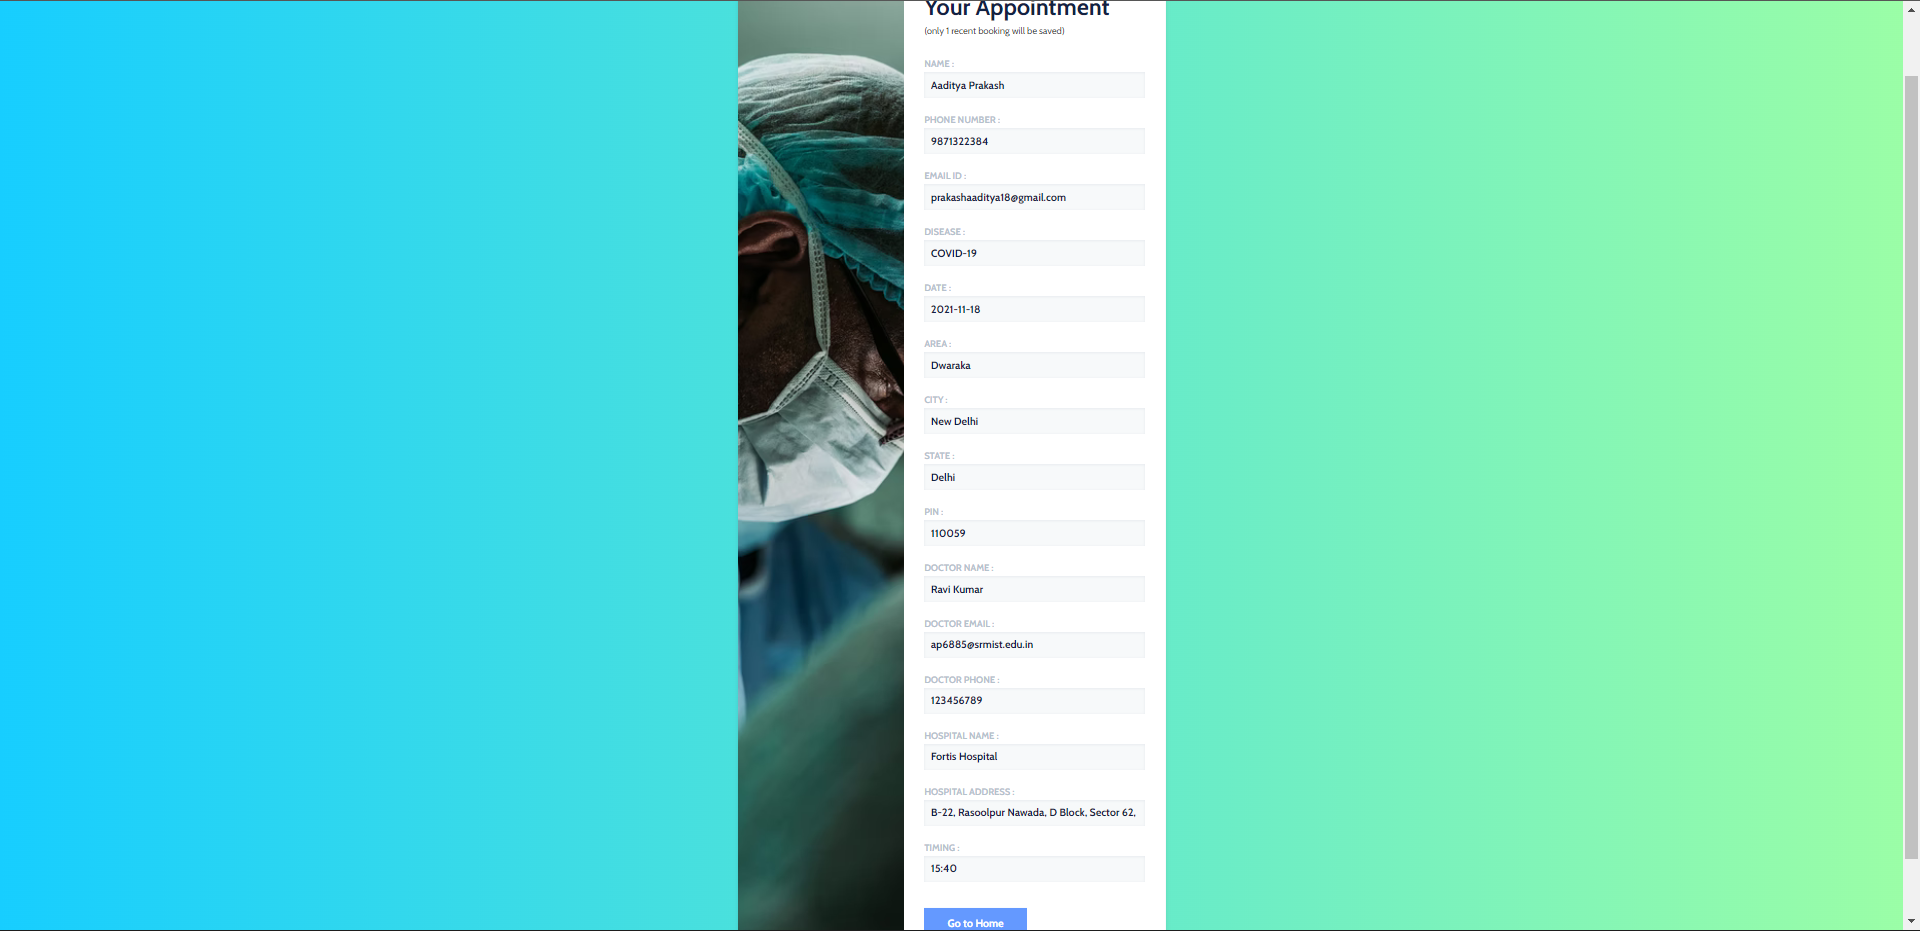 Your Appointment
(only 1 recent booking will be saved)
NAME :
Aaditya Prakash
PHONE NUMBER :
9871322384
EMAIL ID :
prakashaaditya18@gmail.com
DISEASE :
COVID-19
DATE :
2021-11-18
AREA :
Dwaraka
CITY :
New Delhi
STATE :
Delhi
PIN :
110059
DOCTOR NAME :
Ravi Kumar
DOCTOR EMAIL :
ap6885@srmist.edu.in
DOCTOR PHONE :
123456789
HOSPITAL NAME :
Fortis Hospital
HOSPITAL ADDRESS :
B-22, Rasoolpur Nawada, D Block, Sector 62,
TIMING :
15:40
Go to Home